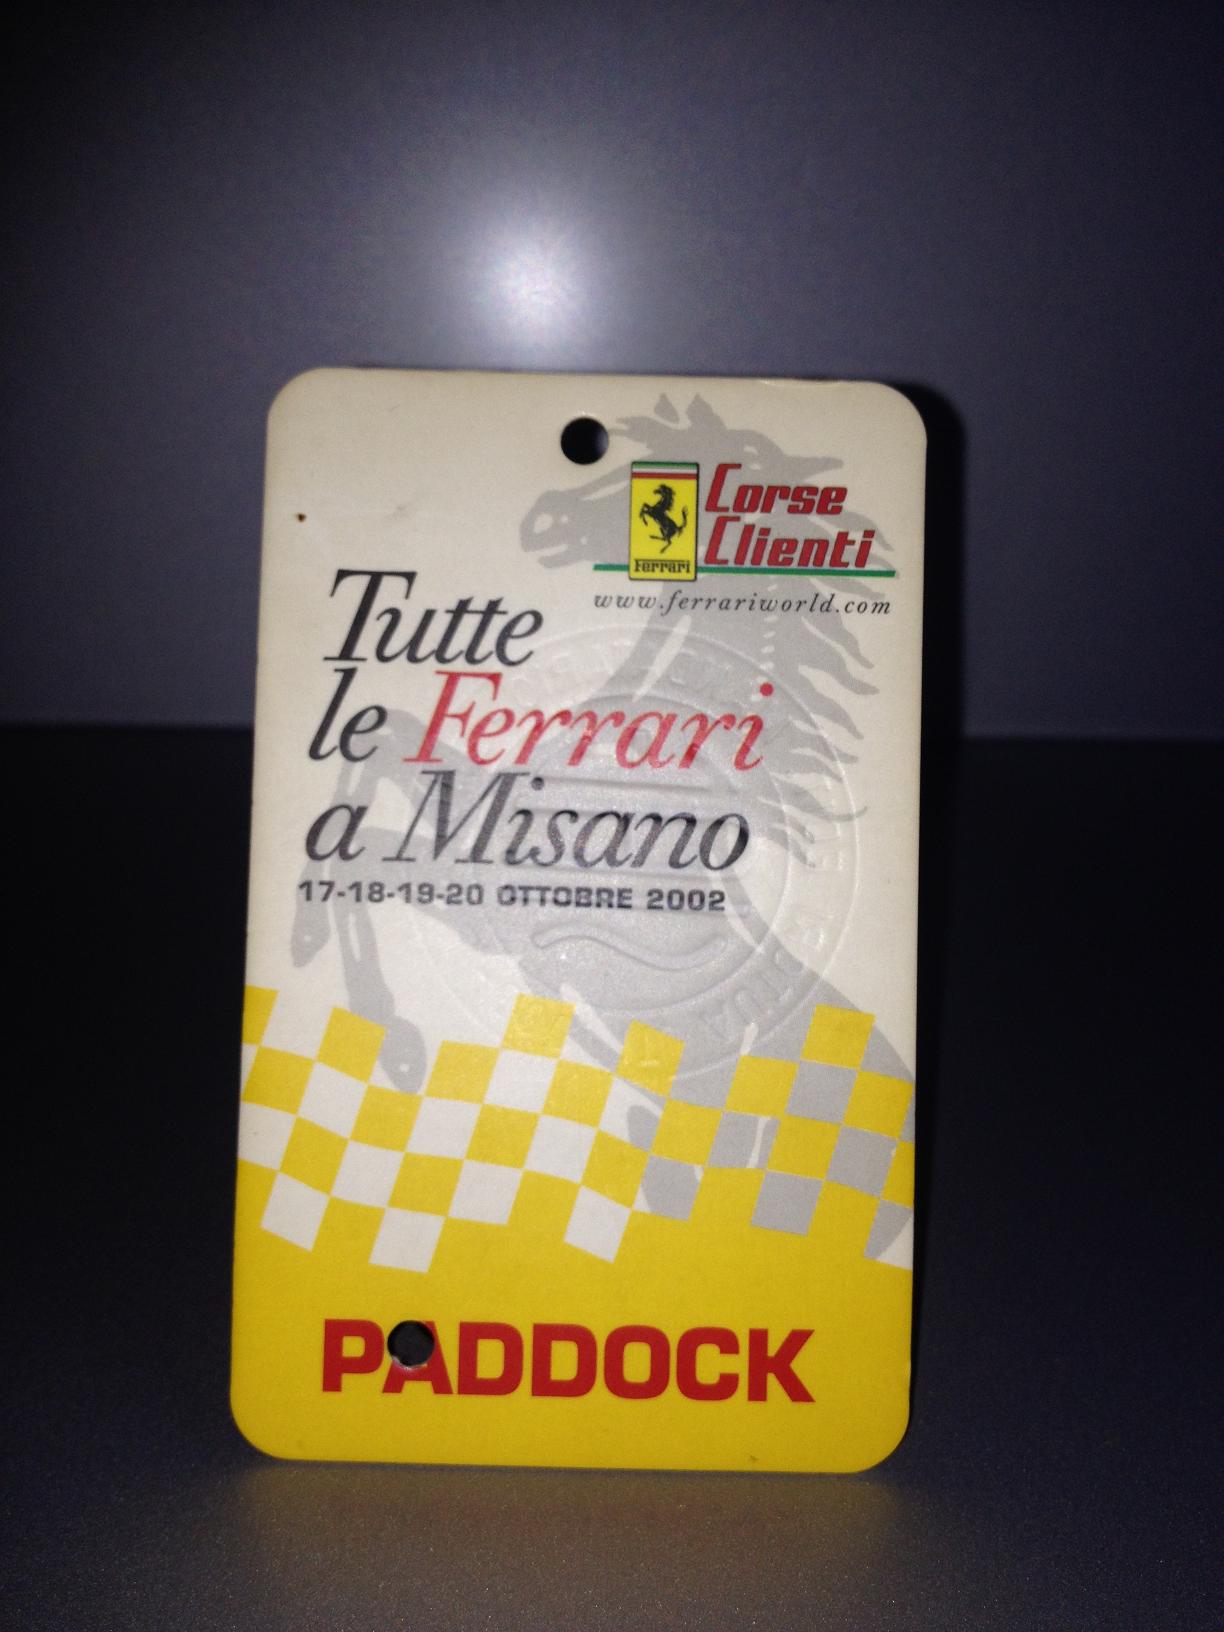 Ferrari
Corse
Clienti
www.ferrariworld.com
Tutte
le Ferrari
a Misano
17-18-19-20 OTTOBRE 2002
PADDOCK